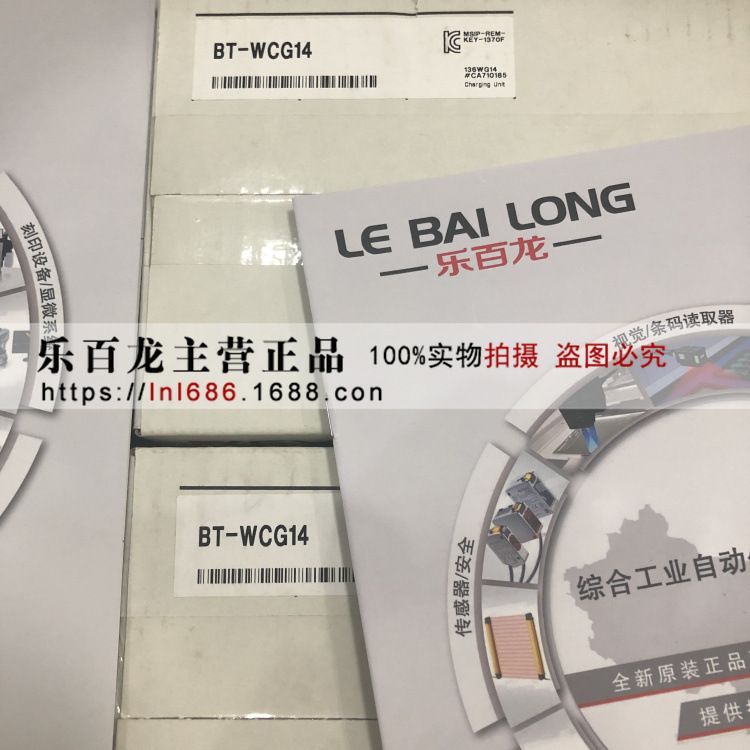 BT-WCG14
MSIP-REM-
KEY-1370F
136WG14
#CA710185
Charging Unit
LE BAI LONG
乐百龙
刻印设备/显微系
视觉/条码读取器
乐百龙主营正品 100%实物拍摄 盗图必究
https://lnl686.1688.con
BT-WCG14
传感器/安全
综合工业自动
全新原装正品
提供